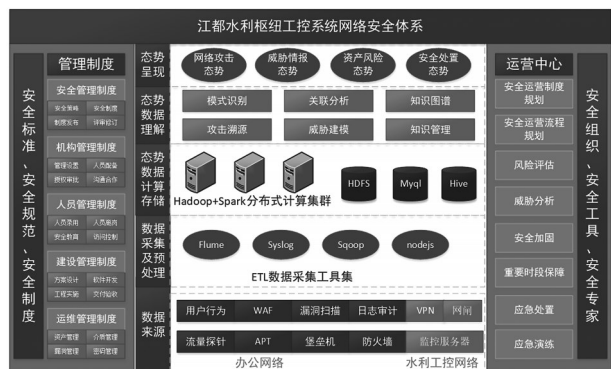 江都水利枢纽工控系统网络安全体系
安全标准、安全规范、安全制度
管理制度
安全管理制度
安全策略 安全制度
制度发布 评审修订
机构管理制度
管理设置 人员配备
授权审批 沟通合作
人员管理制度
人员录用 人员离岗
安全教育 访问控制
建设管理制度
方案设计 软件开发
工程实施 交付验收
运维管理制度
资产管理 介质管理
漏洞管理 密码管理
态势呈现
网络攻击态势
威胁情报态势
资产风险态势
安全处置态势
态势数据理解
模式识别 关联分析 知识图谱
攻击溯源 威胁建模 知识管理
态势数据计算存储
Hadoop+Spark分布式计算集群
HDFS Myql Hive
数据采集及预处理
Flume Syslog Sqoop nodejs
ETL数据采集工具集
数据来源
用户行为 WAF 漏洞扫描 日志审计 VPN 网闸
流量探针 APT 堡垒机 防火墙 监控服务器
办公网络 水利工控网络
运营中心
安全运营制度规划
安全运营流程规划
风险评估
威胁分析
安全加固
重要时段保障
应急处置
应急演练
安全组织、安全工具、安全专家